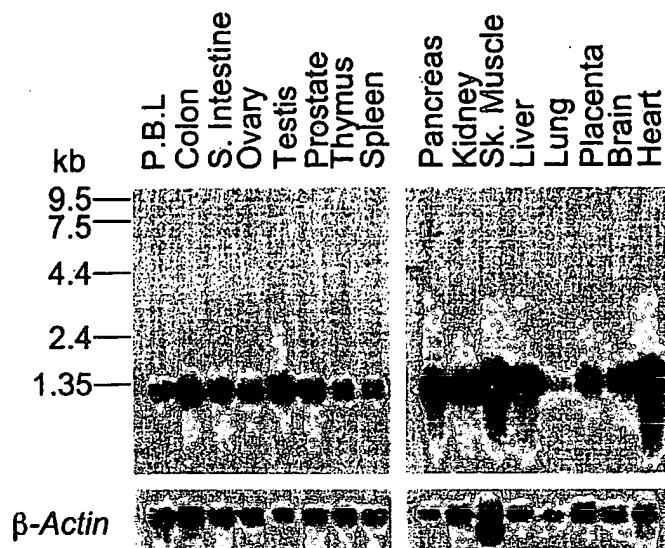 P.B.L
Colon
S. Intestine
Ovary
Testis
Prostate
Thymus
Spleen
Pancreas
Kidney
Sk. Muscle
Liver
Lung
Placenta
Brain
Heart
kb
9.5
7.5
4.4
2.4
1.35
β-Actin